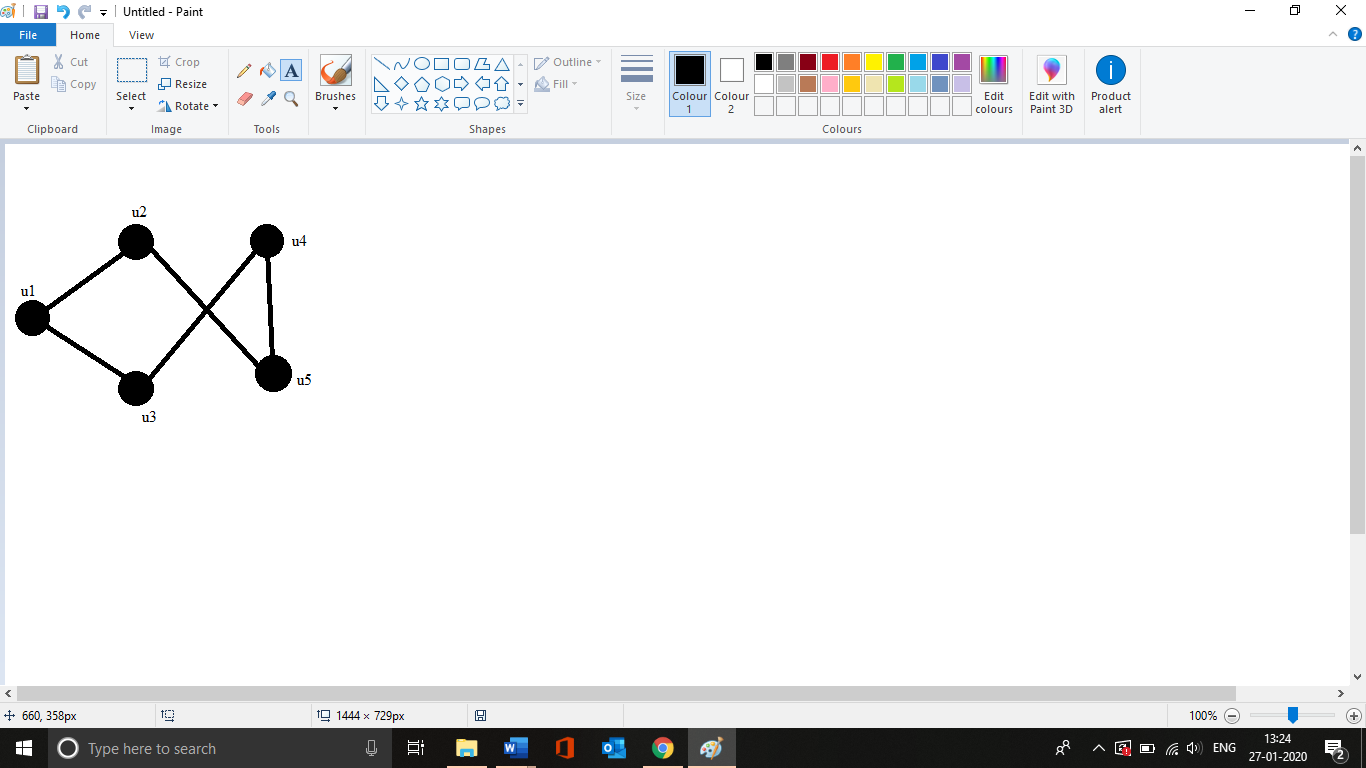 Untitled - Paint
File Home View
Paste Cut Copy
Clipboard
Select Crop Resize Rotate
Image
A
Tools
Brushes
Outline Fill
Shapes
Size
Colour 1 Colour 2 Edit colours
Colours
Edit with Paint 3D
Product alert
u2
u4
u1
u5
u3
660, 358px 1444 × 729px 100%
Type here to search
ENG
13:24
27-01-2020
2